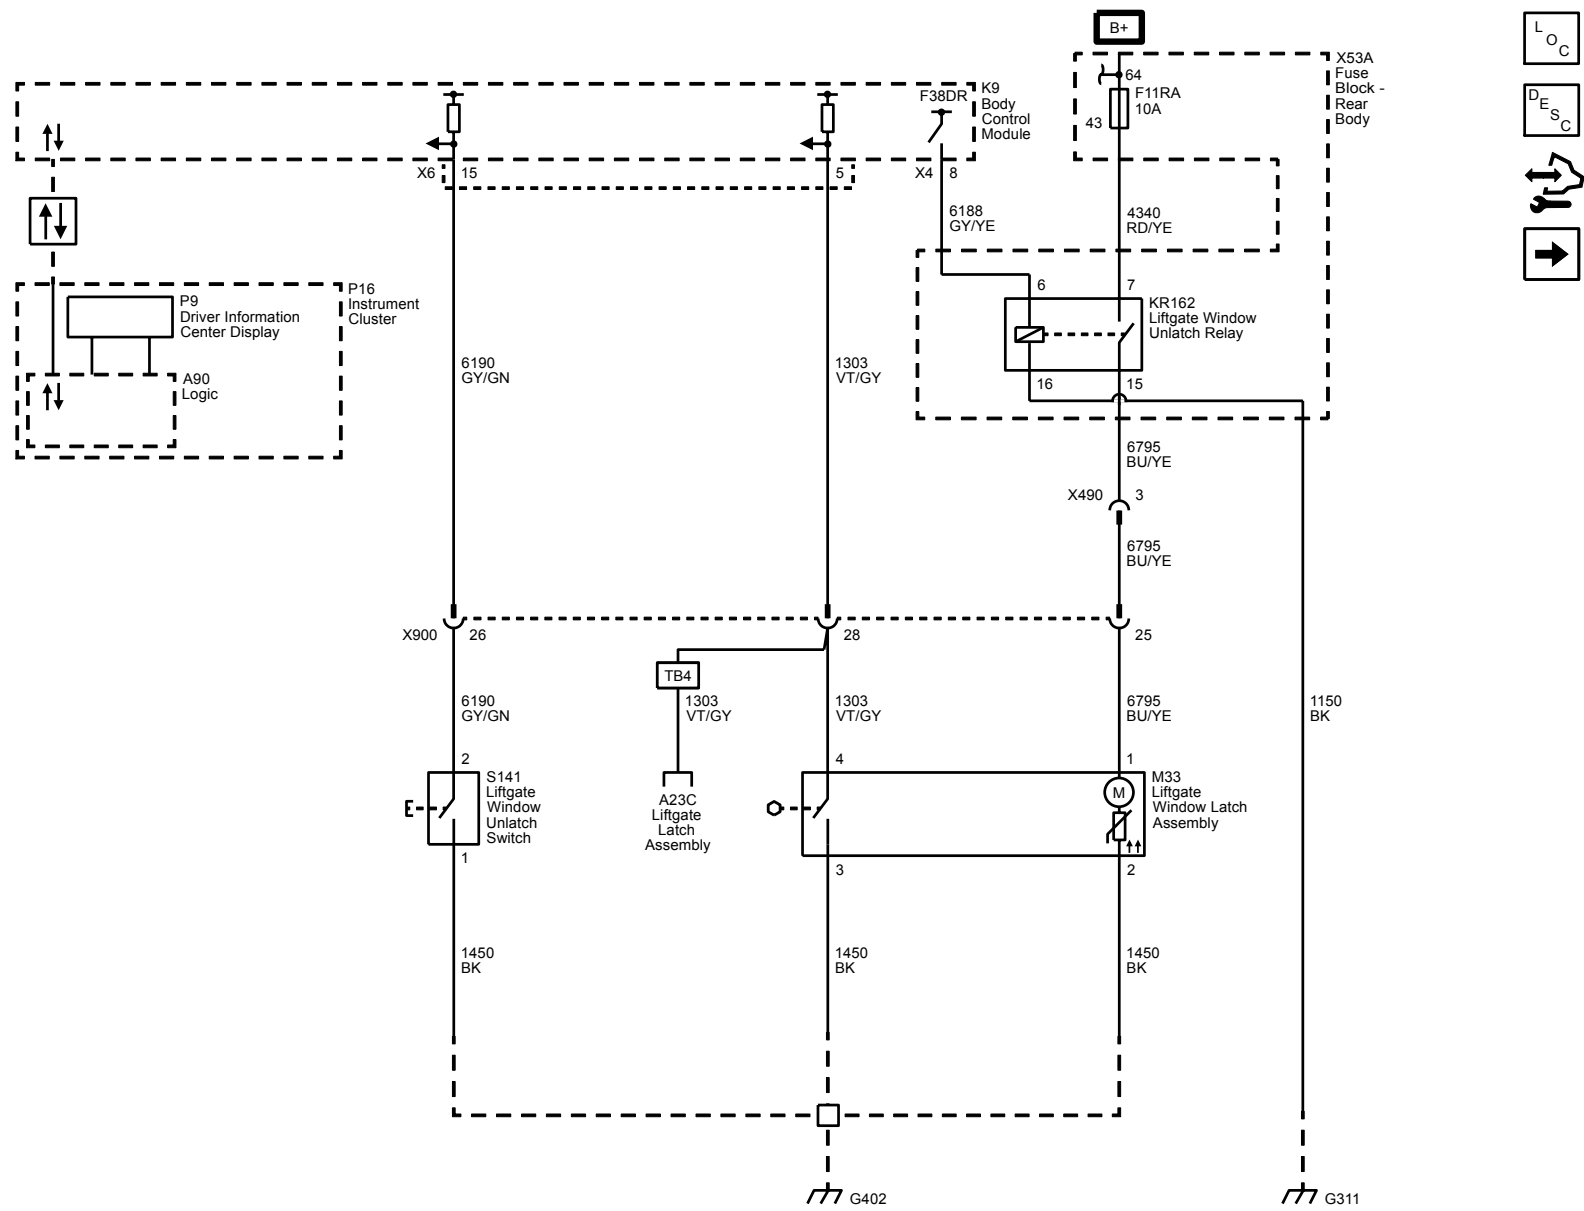 B+
L
O
C
X53A
Fuse
Block -
Rear
Body
64
F11RA
10A
43
F38DR
K9
Body
Control
Module
D
E
S
C
X6
15
5
X4
8
6188
GY/YE
4340
RD/YE
P16
Instrument
Cluster
P9
Driver Information
Center Display
6
7
KR162
Liftgate Window
Unlatch Relay
A90
Logic
6190
GY/GN
1303
VT/GY
16
15
6795
BU/YE
X490
3
6795
BU/YE
X900
26
28
25
TB4
6190
GY/GN
1303
VT/GY
1303
VT/GY
6795
BU/YE
1150
BK
2
4
1
S141
Liftgate
Window
Unlatch
Switch
A23C
Liftgate
Latch
Assembly
M
M33
Liftgate
Window Latch
Assembly
1
3
2
1450
BK
1450
BK
1450
BK
G402
G311